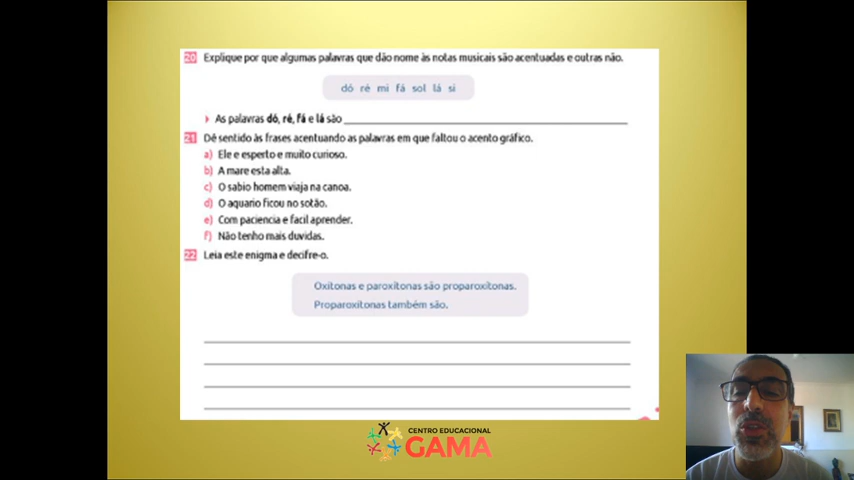 20 Explique por que algumas palavras que dão nome às notas musicais são acentuadas e outras não.
dó ré mi fá sol lá si
As palavras dó, ré, fá e lá são
21 Dê sentido às frases acentuando as palavras em que faltou o acento gráfico.
a) Ele e esperto e muito curioso.
b) A mare esta alta.
c) O sabio homem viaja na canoa.
d) O aquario ficou no sotão.
e) Com paciencia e facil aprender.
f) Não tenho mais duvidas.
22 Leia este enigma e decifre-o.
Oxítonas e paroxítonas são proparoxítonas.
Proparoxitonas também são.
CENTRO EDUCACIONAL
GAMA